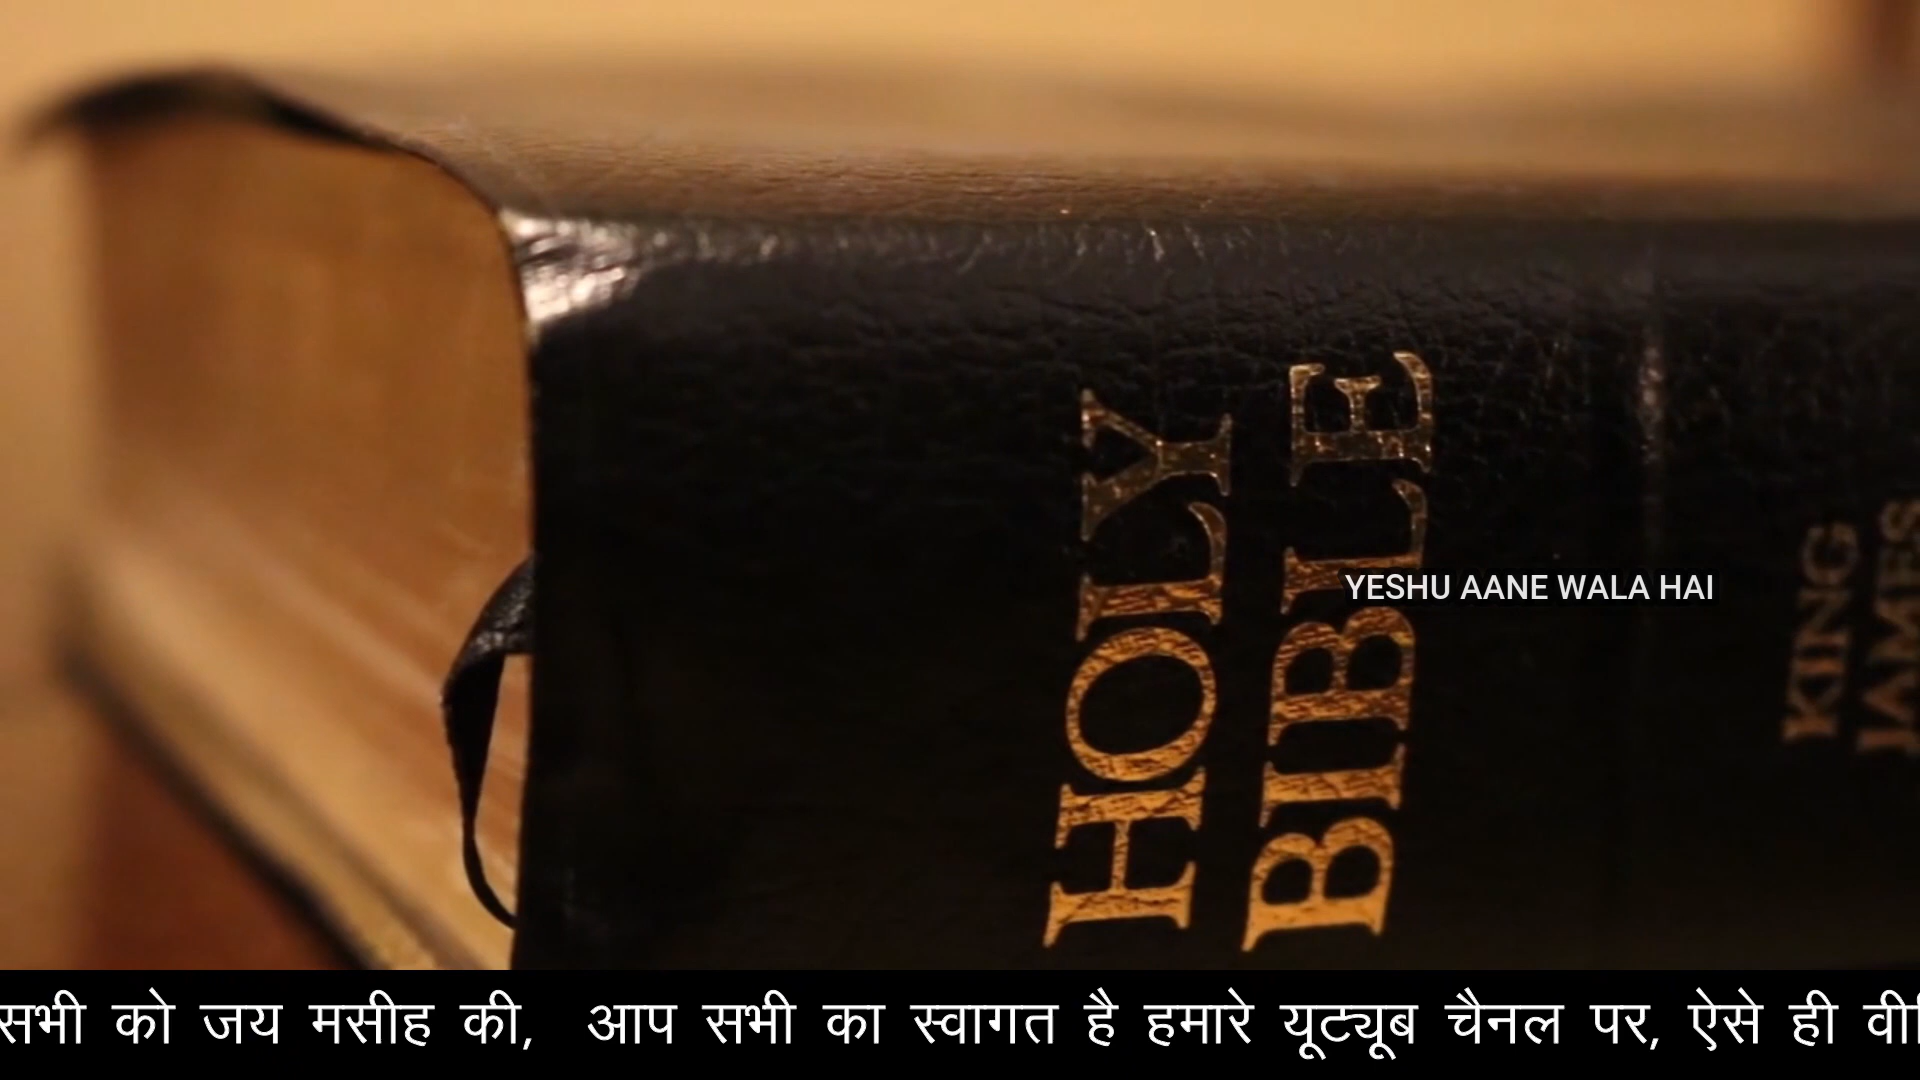 HOLY
BIBLE
KING
JAMES
YESHU AANE WALA HAI
सभी को जय मसीह की, आप सभी का स्वागत है हमारे यूट्यूब चैनल पर, ऐसे ही